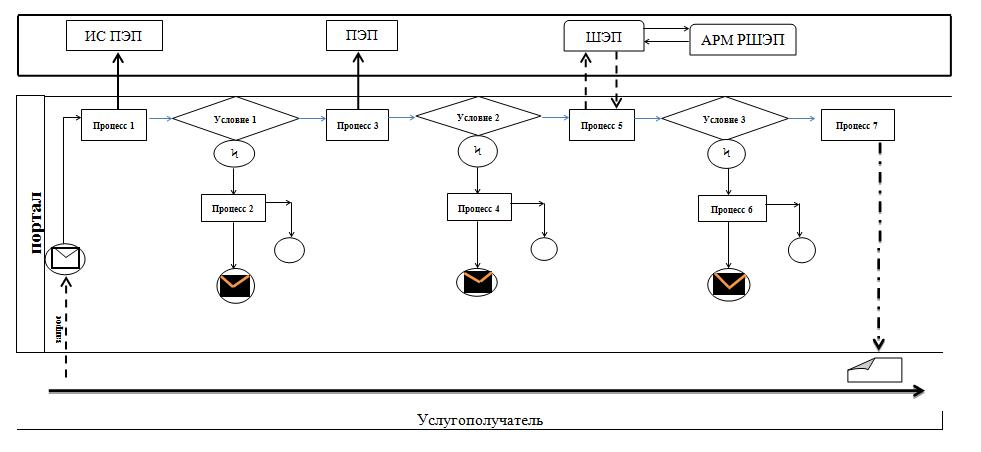 ИС ПЭП
ПЭП
ШЭП
АРМ РШЭП
портал
Процесс 1
Условие 1
Процесс 3
Условие 2
Процесс 5
Условие 3
Процесс 7
Процесс 2
Процесс 4
Процесс 6
запрос
Услугополучатель